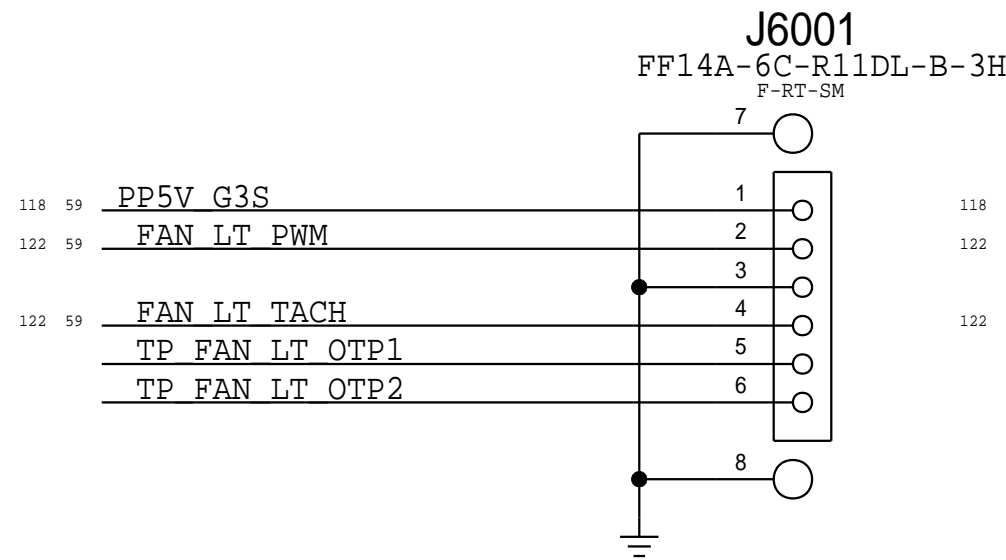 J6001
FF14A-6C-R11DL-B-3H
F-RT-SM
7
118 59 PP5V_G3S 1 118
122 59 FAN_LT_PWM 2 122
3
122 59 FAN_LT_TACH 4 122
TP_FAN_LT_OTP1 5
TP_FAN_LT_OTP2 6
8